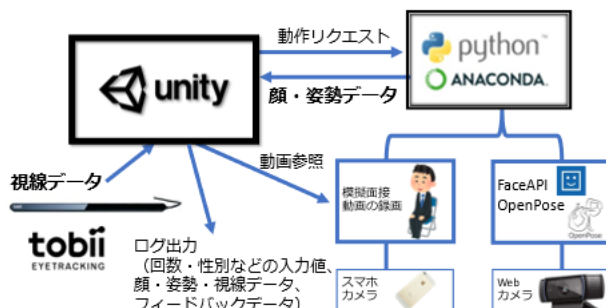 動作リクエスト
unity
python™
ANACONDA.
顔・姿勢データ
視線データ
動画参照
模擬面接
動画の録画
FaceAPI
OpenPose
OpenPose
tobii
EYETRACKING
ログ出力
(回数・性別などの入力値、
顔・姿勢・視線データ、
フィードバックデータ)
スマホ
カメラ
Web
カメラ